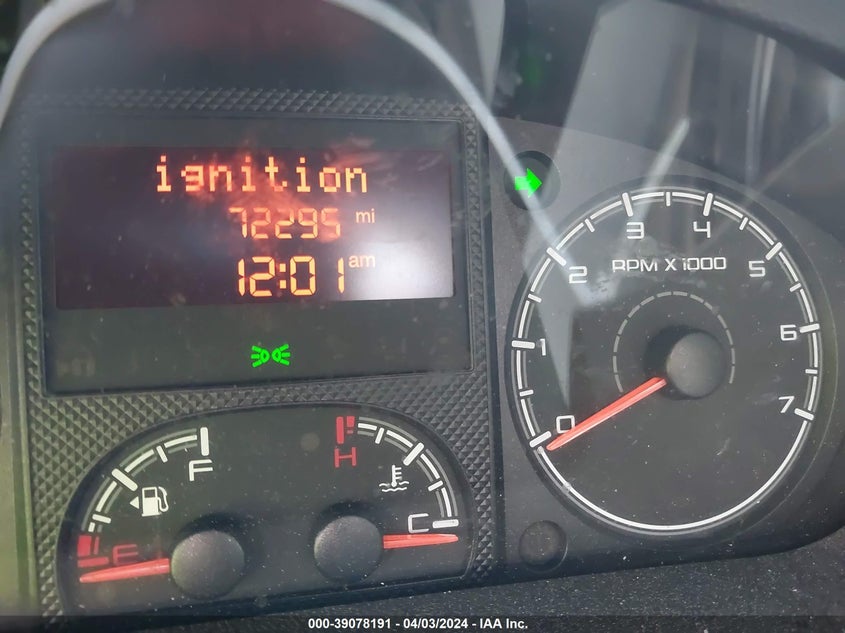 ignition
72295 mi
12:01 am
F
E
H
C
0
1
2
3
4
5
6
7
RPM X 1000
000-39078191 - 04/03/2024 - IAA Inc.